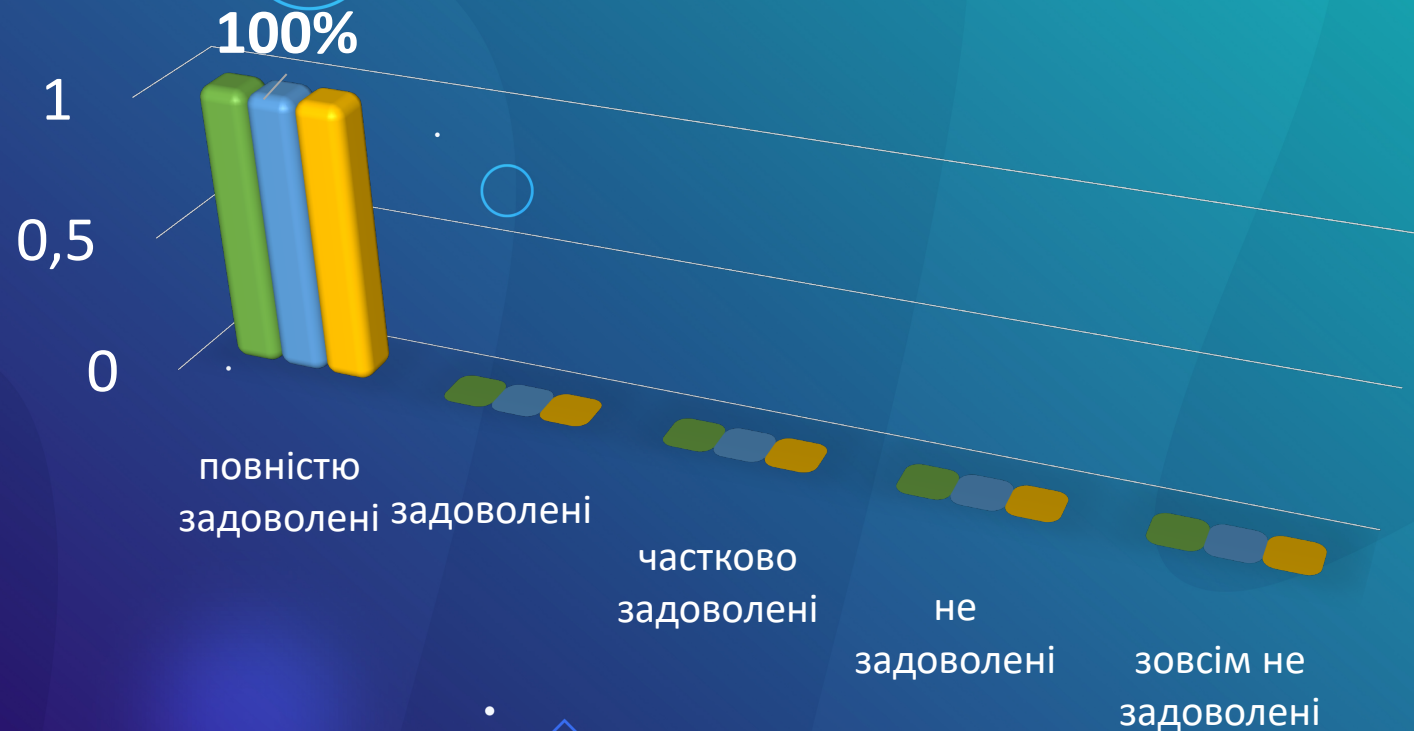 100%
1
0,5
0
повністю
задоволені
задоволені
частково
задоволені
не
задоволені
зовсім не
задоволені